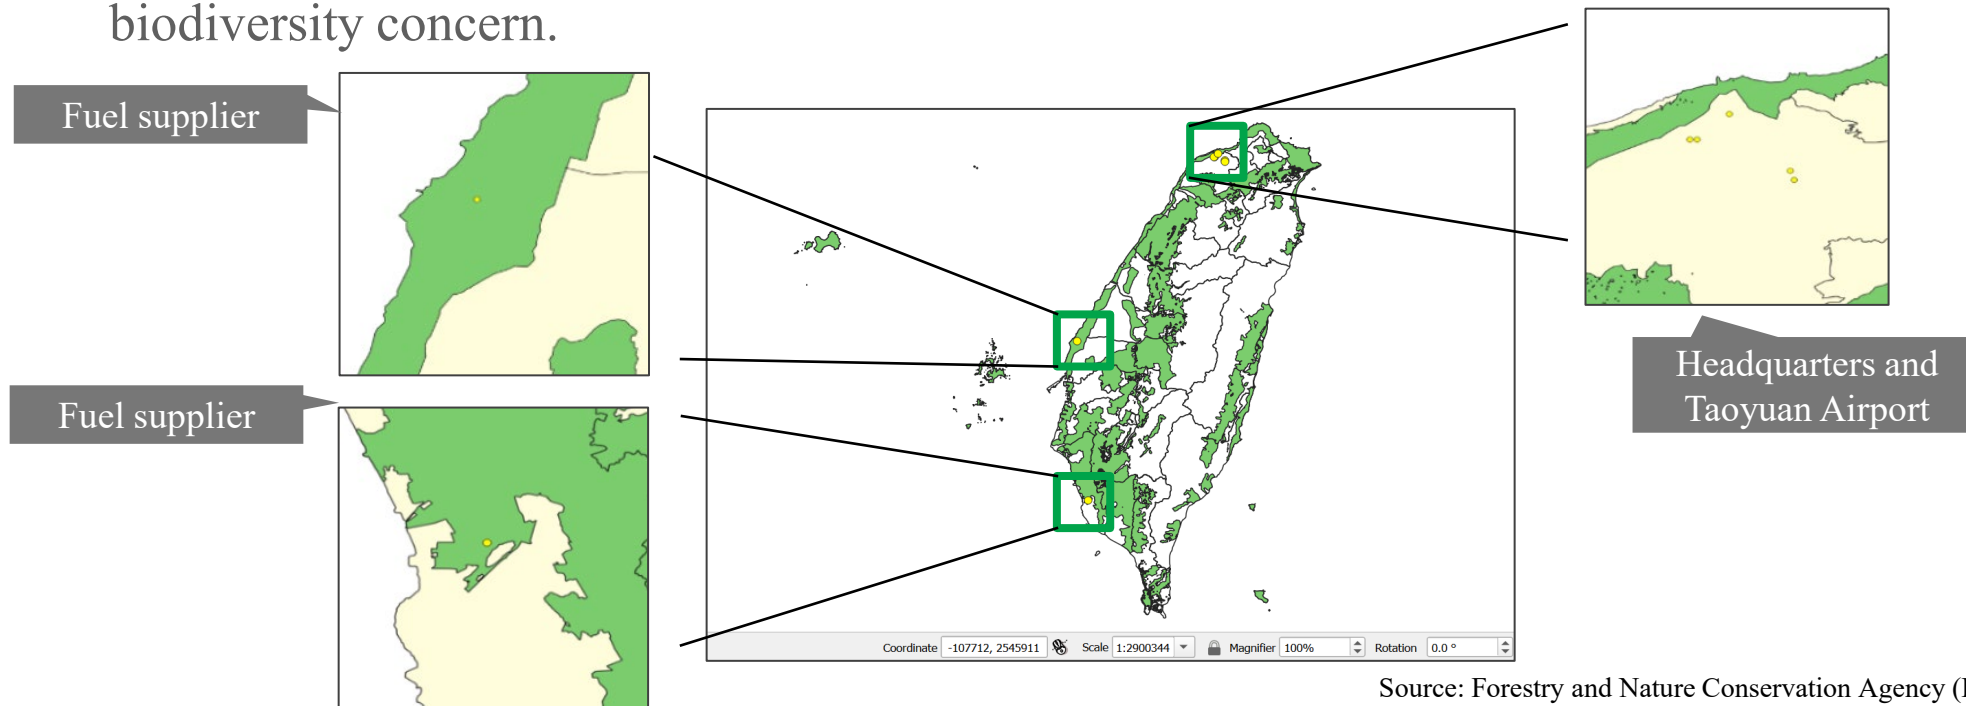 biodiversity concern.
Fuel supplier
Fuel supplier
Headquarters and
Taoyuan Airport
Coordinate -107712, 2545911 Scale 1:2900344 Magnifier 100% Rotation 0.0 °
Source: Forestry and Nature Conservation Agency (